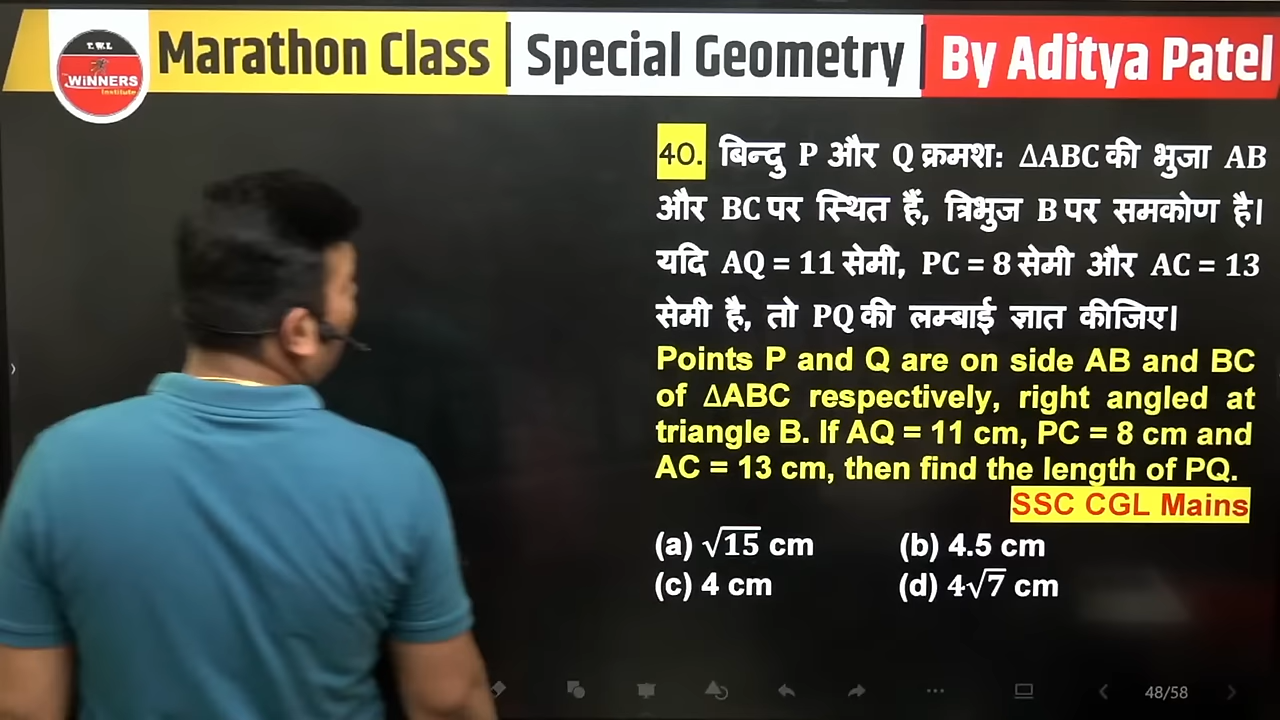 T.W.I.
WINNERS
Institute
Marathon Class | Special Geometry | By Aditya Patel
40. बिन्दु P और Q क्रमश: ΔABC की भुजा AB
और BC पर स्थित हैं, त्रिभुज B पर समकोण है।
यदि AQ = 11 सेमी, PC = 8 सेमी और AC = 13
सेमी है, तो PQ की लम्बाई ज्ञात कीजिए।
Points P and Q are on side AB and BC
of ΔABC respectively, right angled at
triangle B. If AQ = 11 cm, PC = 8 cm and
AC = 13 cm, then find the length of PQ.
SSC CGL Mains
(a) √15 cm (b) 4.5 cm
(c) 4 cm (d) 4√7 cm
48/58